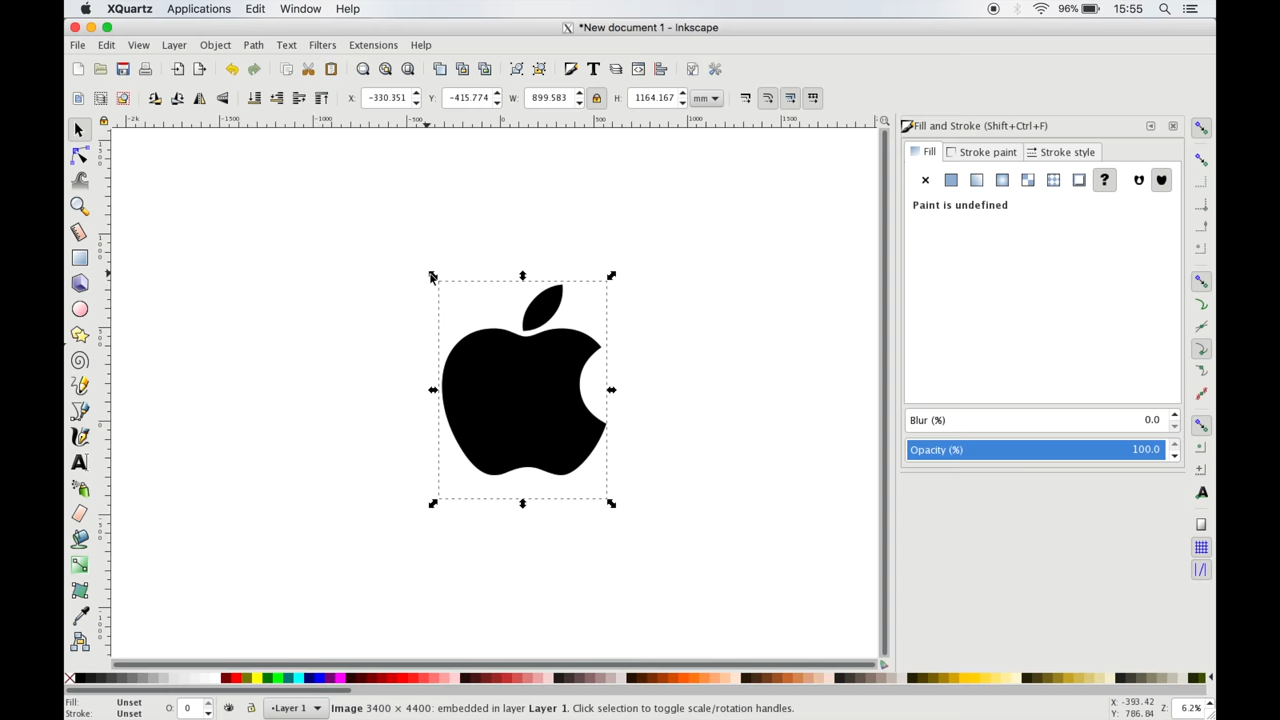 XQuartz Applications Edit Window Help 96% 15:55
*New document 1 - Inkscape
File Edit View Layer Object Path Text Filters Extensions Help
X: -330.351 Y: -415.774 W: 899.583 H: 1164.167 mm
Fill and Stroke (Shift+Ctrl+F)
Fill Stroke paint Stroke style
Paint is undefined
Blur (%) 0.0
Opacity (%) 100.0
Fill: Unset
Stroke: Unset
O: 0
Layer 1
Image 3400 × 4400: embedded in layer Layer 1. Click selection to toggle scale/rotation handles.
X: -393.42
Y: 786.84
Z: 6.2%